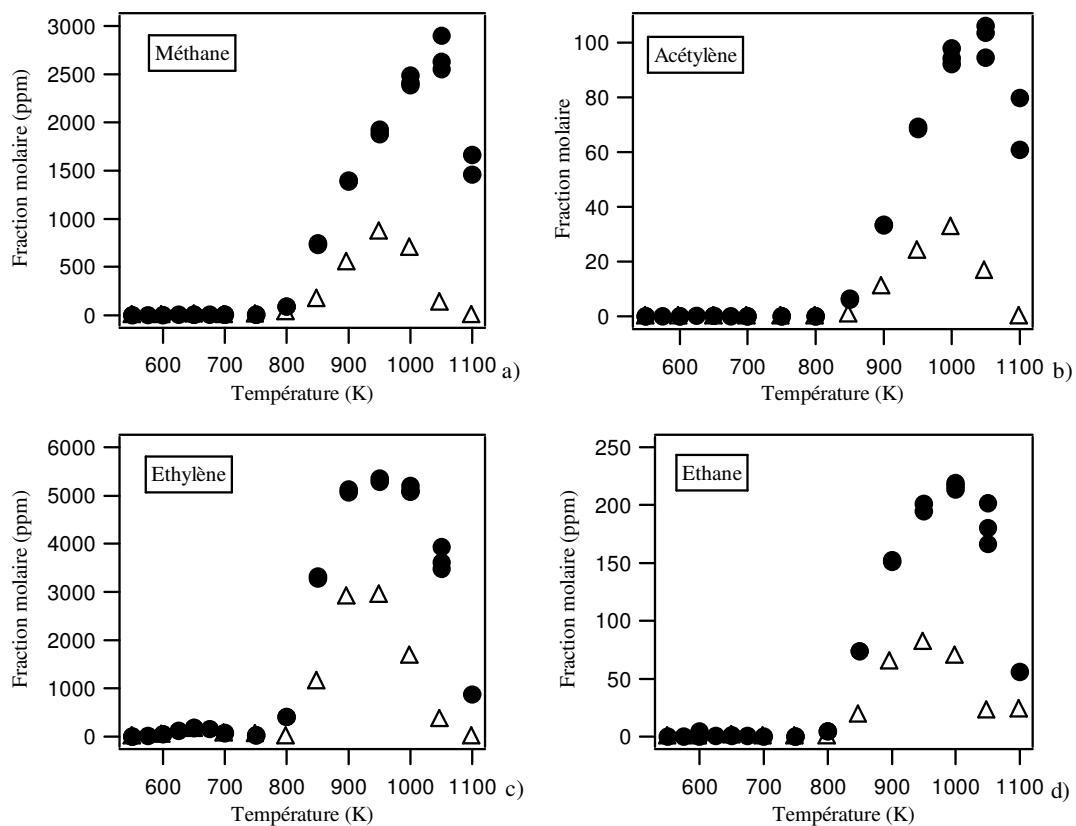 Méthane
Fraction molaire (ppm)
3000
2500
2000
1500
1000
500
0
600 700 800 900 1000 1100
Température (K)
a)
Acétylène
Fraction molaire
100
80
60
40
20
0
600 700 800 900 1000 1100
Température (K)
b)
Ethylène
Fraction molaire (ppm)
6000
5000
4000
3000
2000
1000
0
600 700 800 900 1000 1100
Température (K)
c)
Ethane
Fraction molaire (ppm)
250
200
150
100
50
0
600 700 800 900 1000 1100
Température (K)
d)